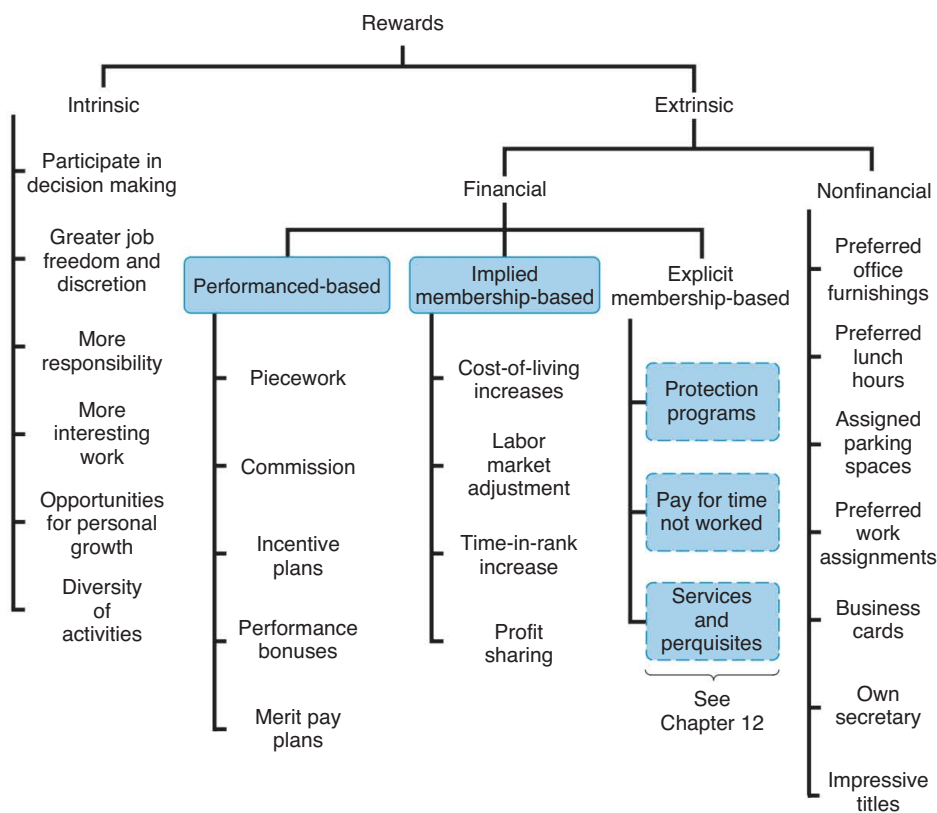 Rewards
Intrinsic
Extrinsic
Participate in
decision making
Greater job
freedom and
discretion
More
responsibility
More
interesting
work
Opportunities
for personal
growth
Diversity
of
activities
Financial
Nonfinancial
Performanced-based
Piecework
Commission
Incentive
plans
Performance
bonuses
Merit pay
plans
Implied
membership-based
Cost-of-living
increases
Labor
market
adjustment
Time-in-rank
increase
Profit
sharing
Explicit
membership-based
Protection
programs
Pay for time
not worked
Services
and
perquisites
See
Chapter 12
Preferred
office
furnishings
Preferred
lunch
hours
Assigned
parking
spaces
Preferred
work
assignments
Business
cards
Own
secretary
Impressive
titles